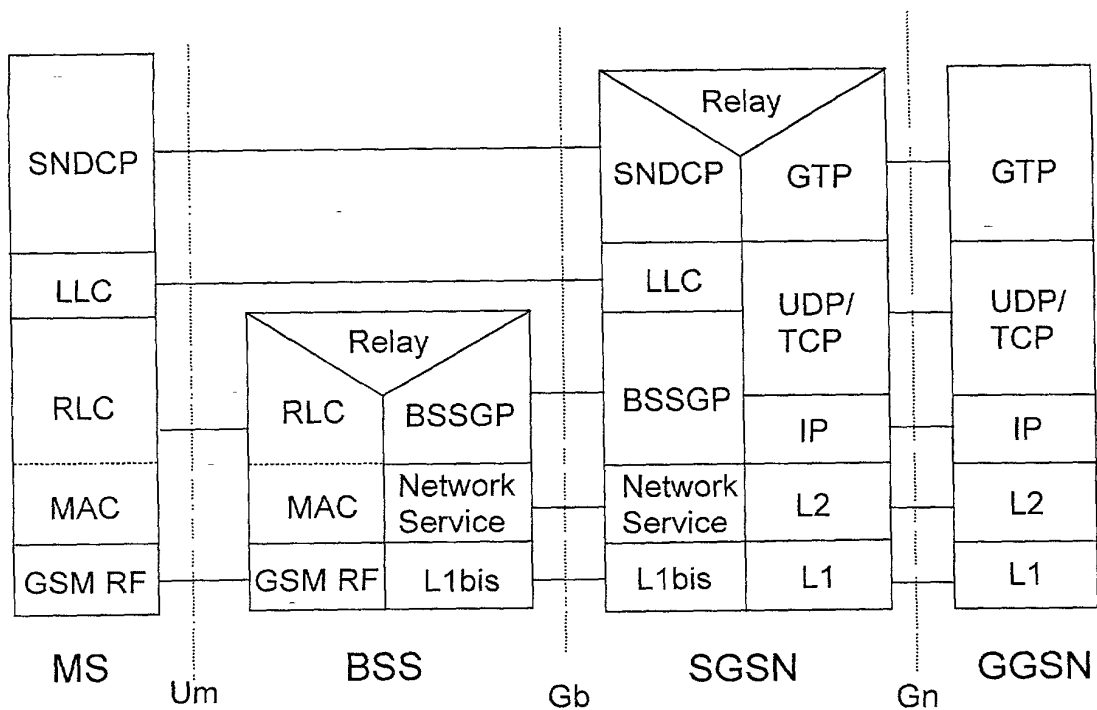 Relay
SNDCP
SNDCP
GTP
GTP
LLC
LLC
UDP/
TCP
UDP/
TCP
Relay
RLC
RLC
BSSGP
BSSGP
IP
IP
MAC
MAC
Network
Service
Network
Service
L2
L2
GSM RF
GSM RF
L1bis
L1bis
L1
L1
MS
Um
BSS
Gb
SGSN
Gn
GGSN